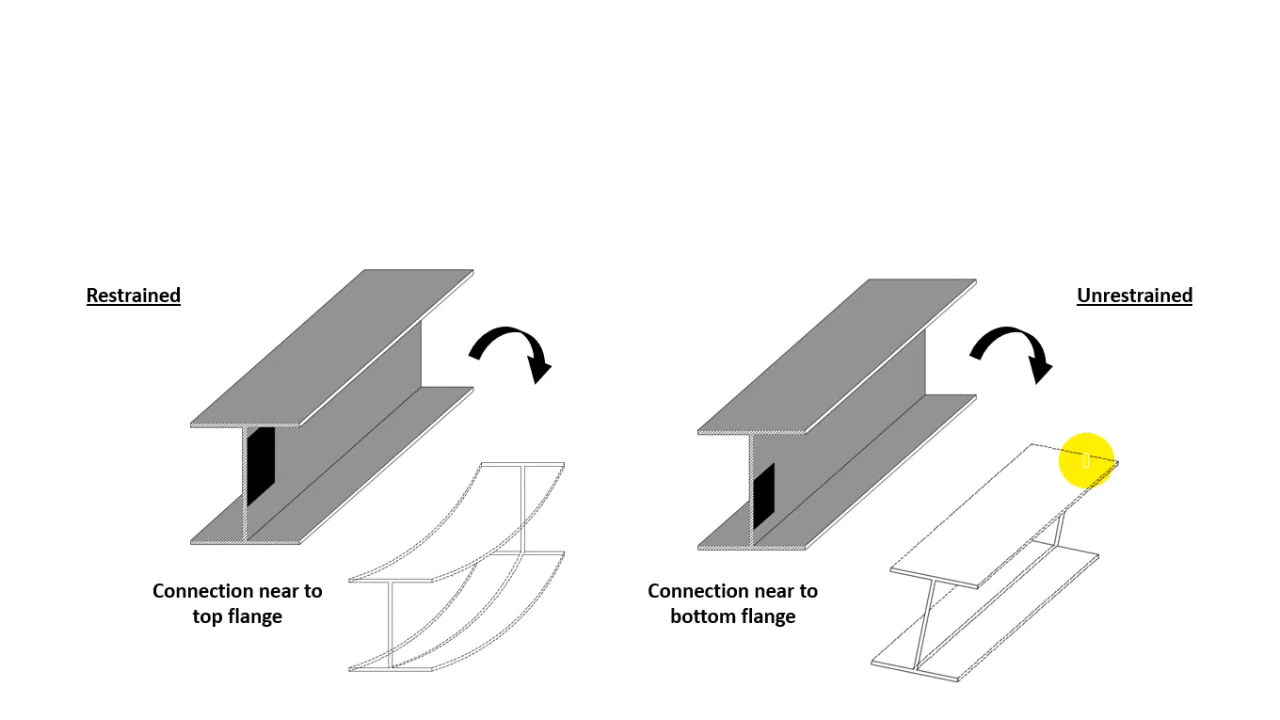 Restrained
Unrestrained
Connection near to
top flange
Connection near to
bottom flange